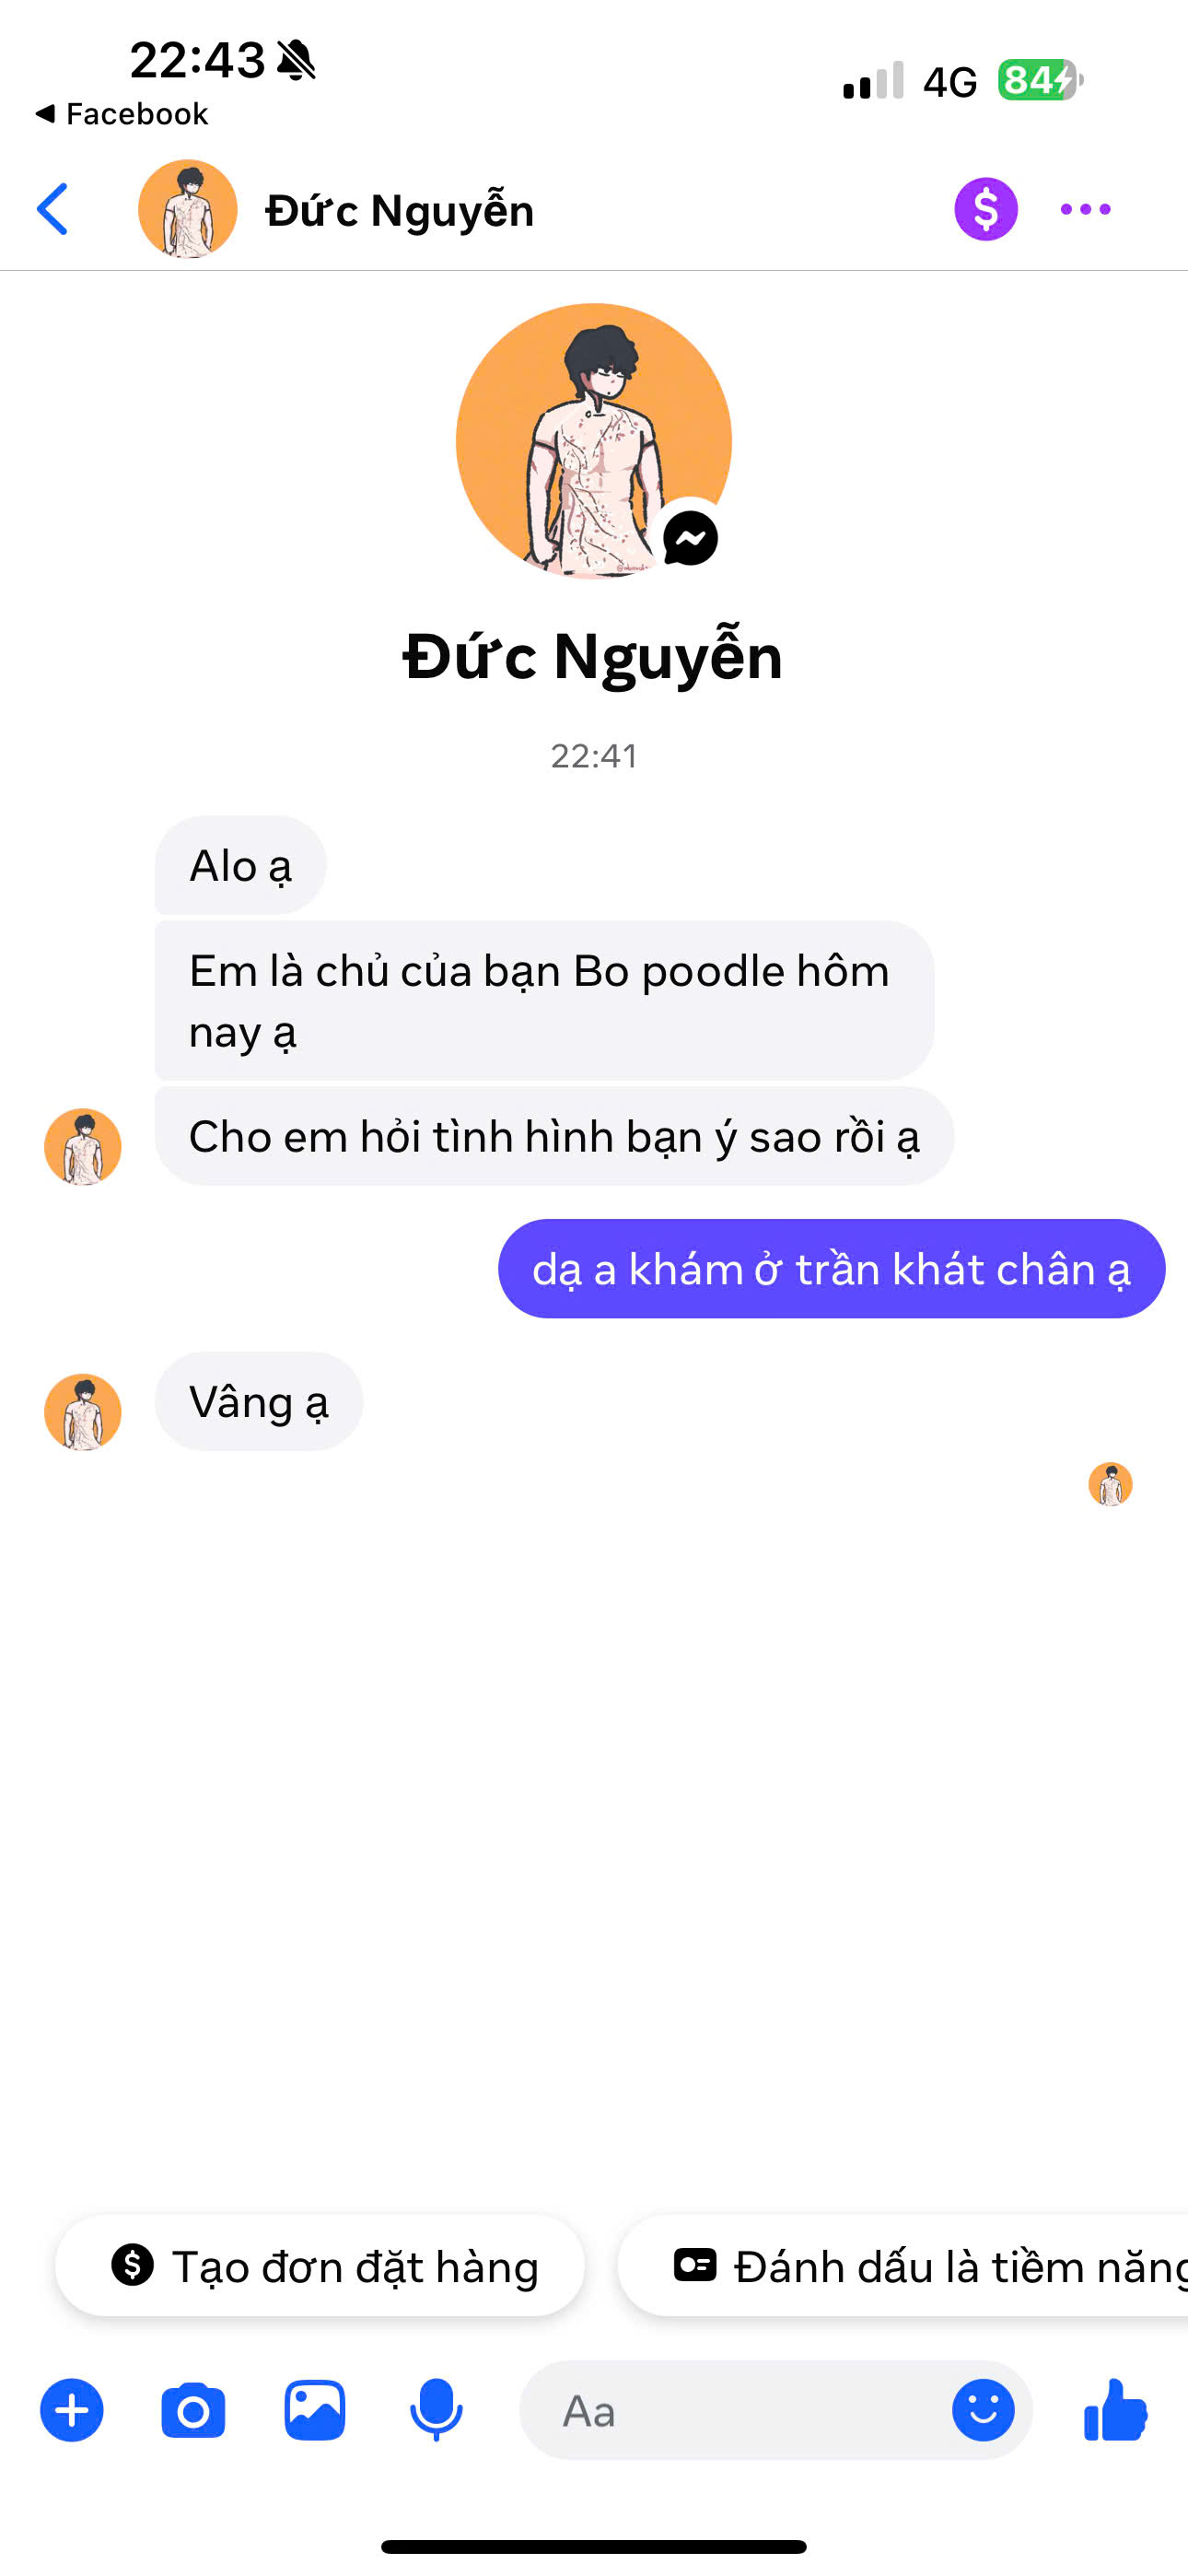 22:43
Facebook
4G
84
Đức Nguyễn
Đức Nguyễn
22:41
Alo ạ
Em là chủ của bạn Bo poodle hôm
nay ạ
Cho em hỏi tình hình bạn ý sao rồi ạ
dạ a khám ở trần khát chân ạ
Vâng ạ
Tạo đơn đặt hàng
Đánh dấu là tiềm năng
Aa